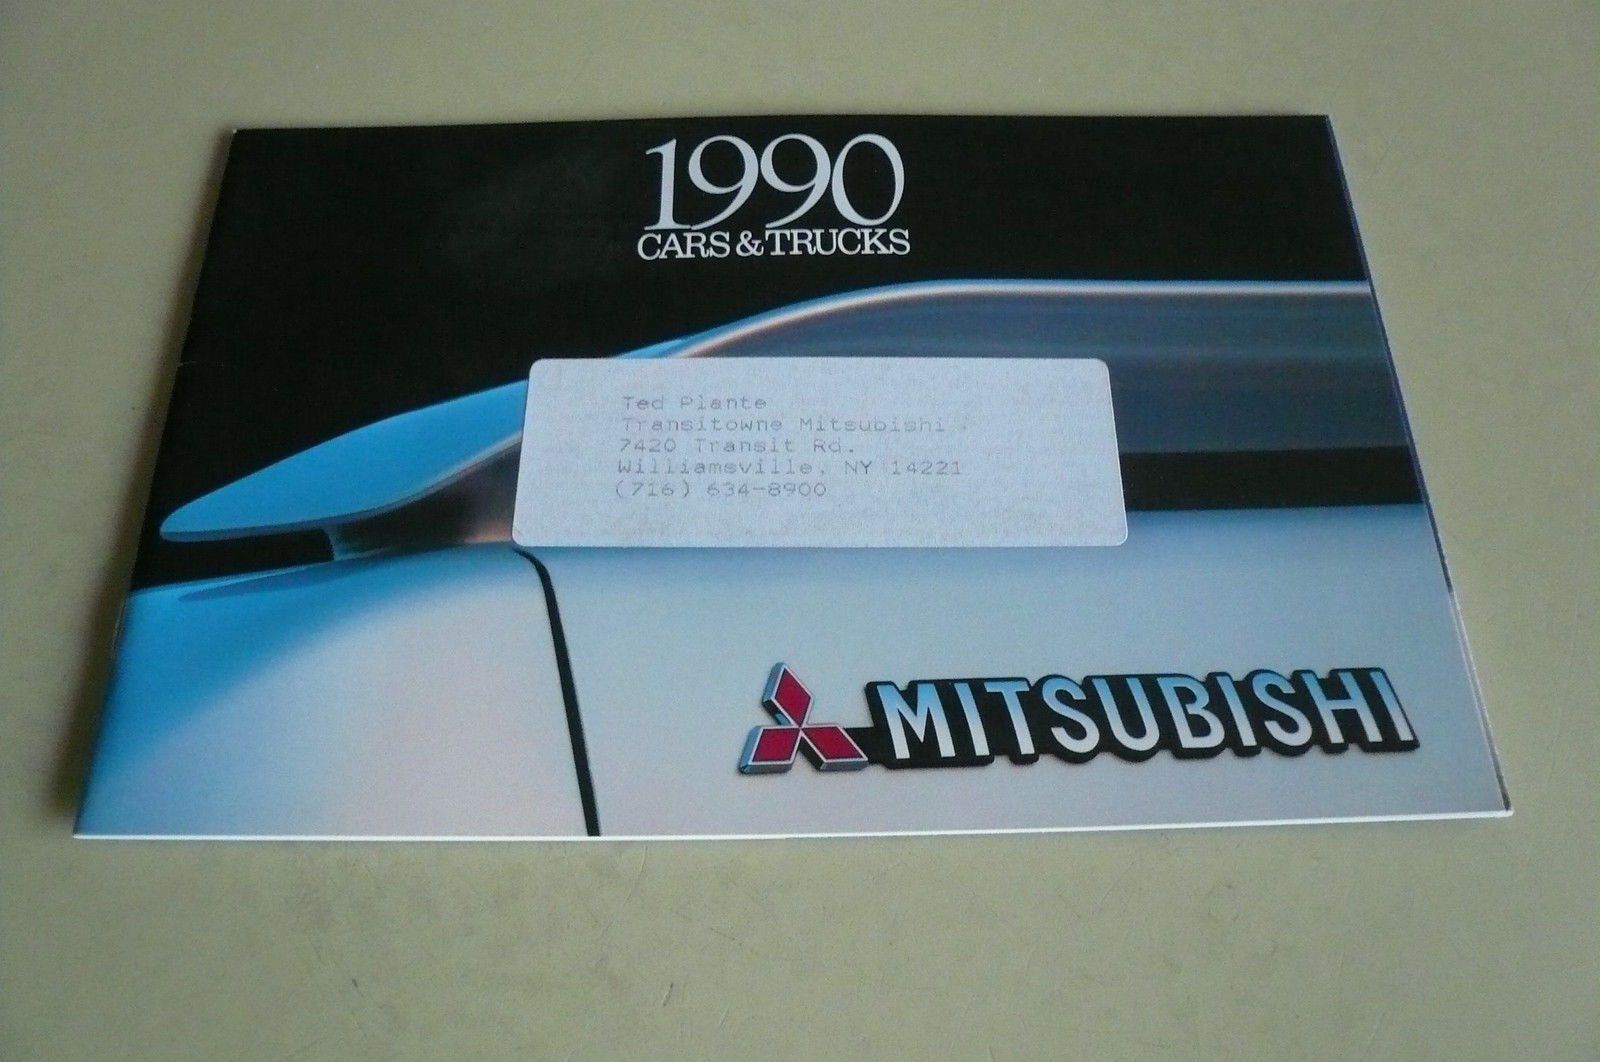 1990
CARS & TRUCKS
Ted Plante
Transitowne Mitsubishi
7420 Transit Rd.
Williamsville, NY 14221
(716) 634-8900
MITSUBISHI